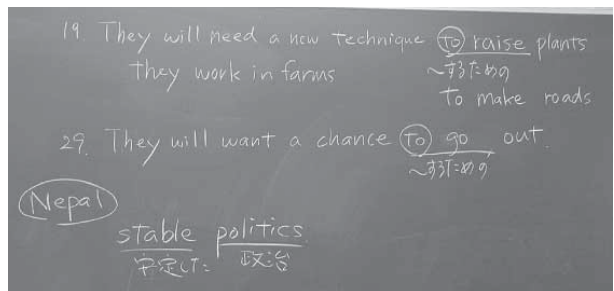 19. They will need a new technique to raise plants
〜するための
they work in farms
to make roads
29. They will want a chance to go out.
〜するための
Nepal
stable politics
安定した 政治